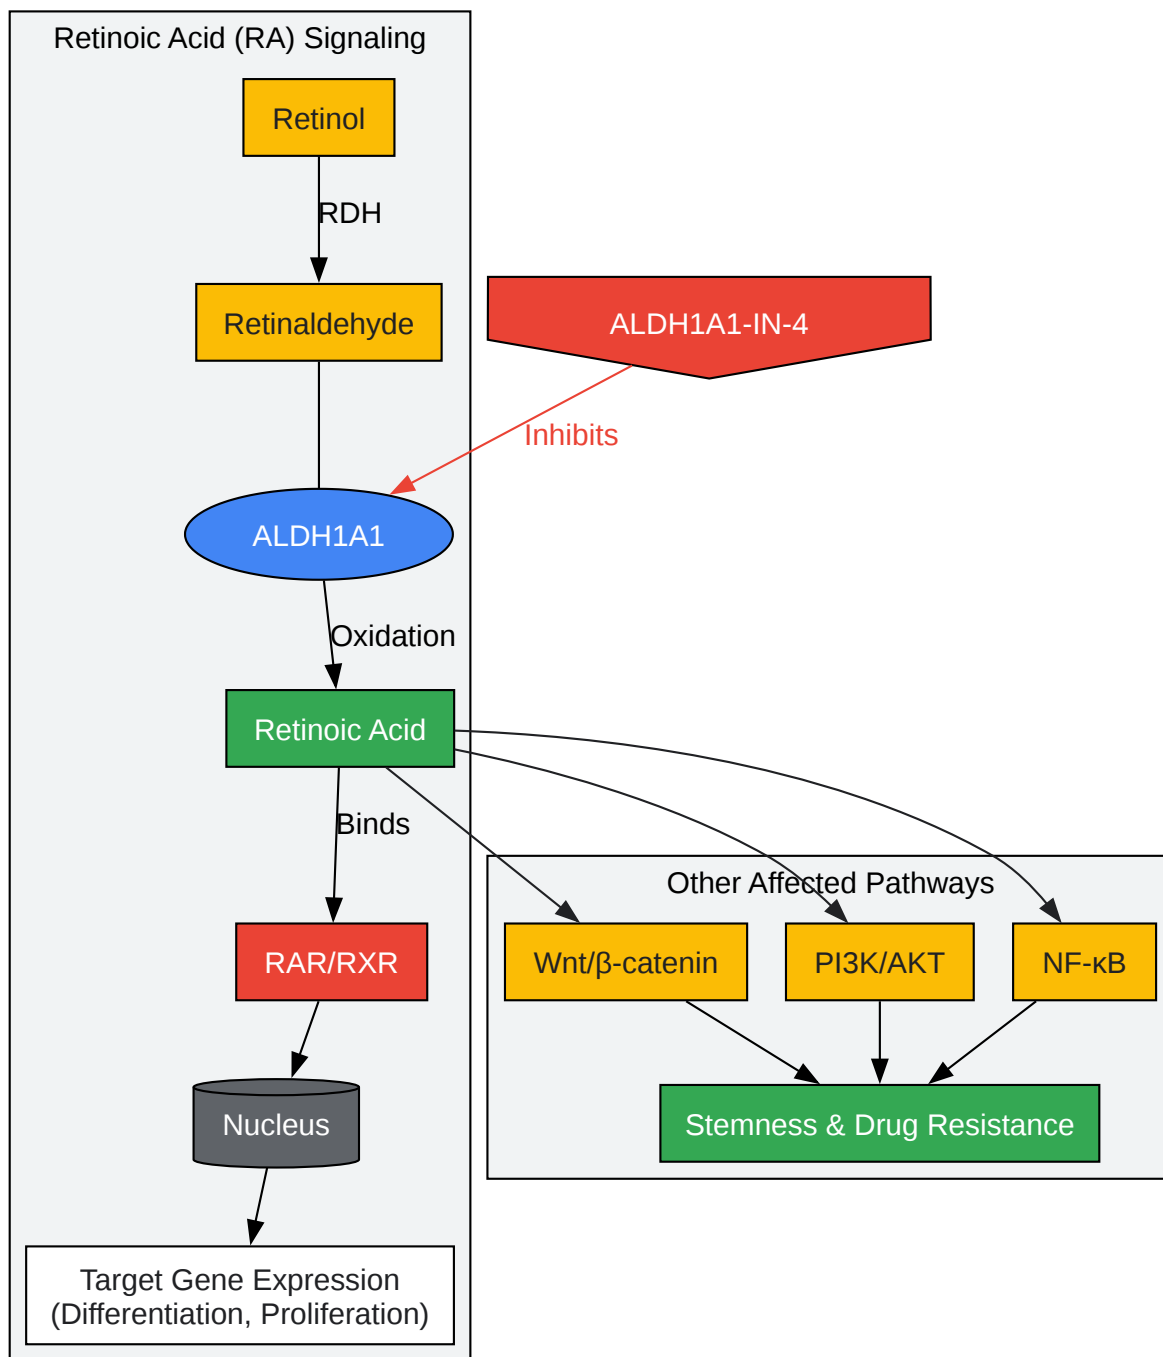 Retinoic Acid (RA) Signaling
Retinol
RDH
Retinaldehyde
ALDH1A1-IN-4
Inhibits
ALDH1A1
Oxidation
Retinoic Acid
Binds
Other Affected Pathways
RAR/RXR
Wnt/β-catenin
PI3K/AKT
NF-κB
Nucleus
Stemness & Drug Resistance
Target Gene Expression
(Differentiation, Proliferation)